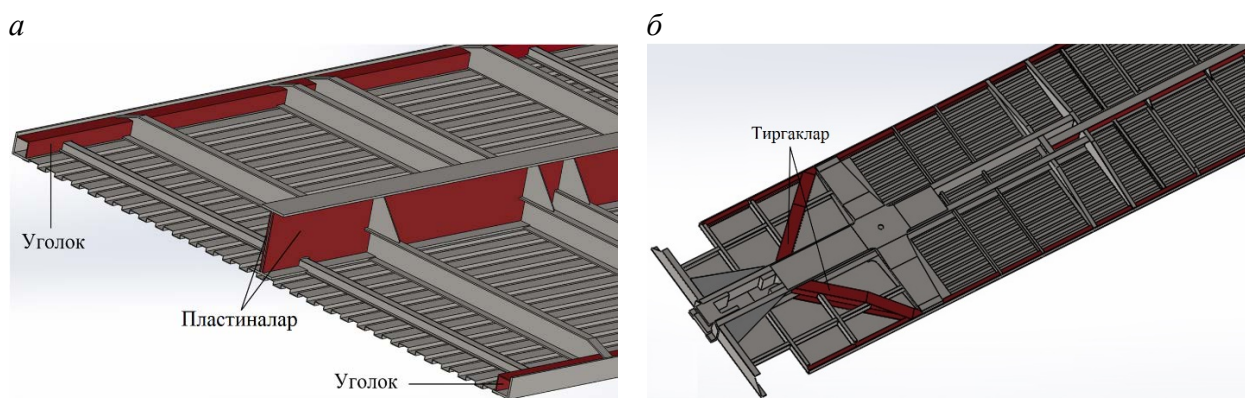 а
б
Уголок
Пластиналар
Уголок
Тиргаклар